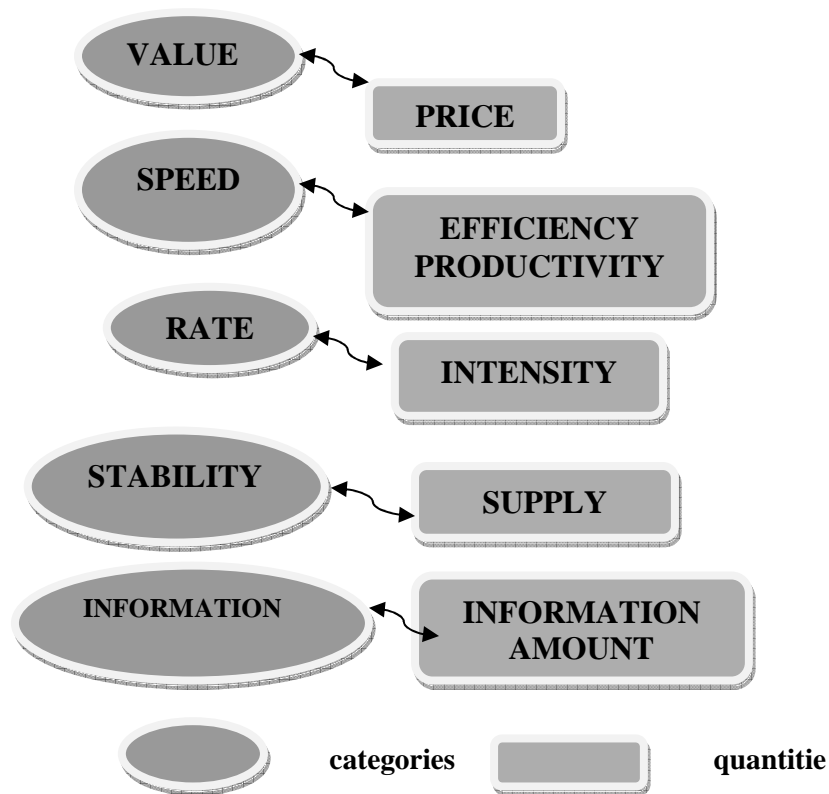 VALUE
PRICE
SPEED
EFFICIENCY
PRODUCTIVITY
RATE
INTENSITY
STABILITY
SUPPLY
INFORMATION
INFORMATION
AMOUNT
categories
quantitie